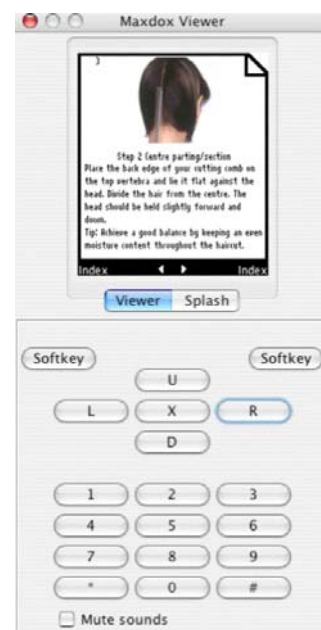 Maxdox Viewer
Step 2 Centre parting/section
Place the back edge of your cutting comb on
the top vertebra and lie it flat against the
head. Divide the hair from the centre. The
head should be held slightly forward and
down.
Tip: Achieve a good balance by keeping an even
moisture content throughout the haircut.
Index Index
Viewer Splash
Softkey Softkey
U
L X R
D
1 2 3
4 5 6
7 8 9
* 0 #
Mute sounds